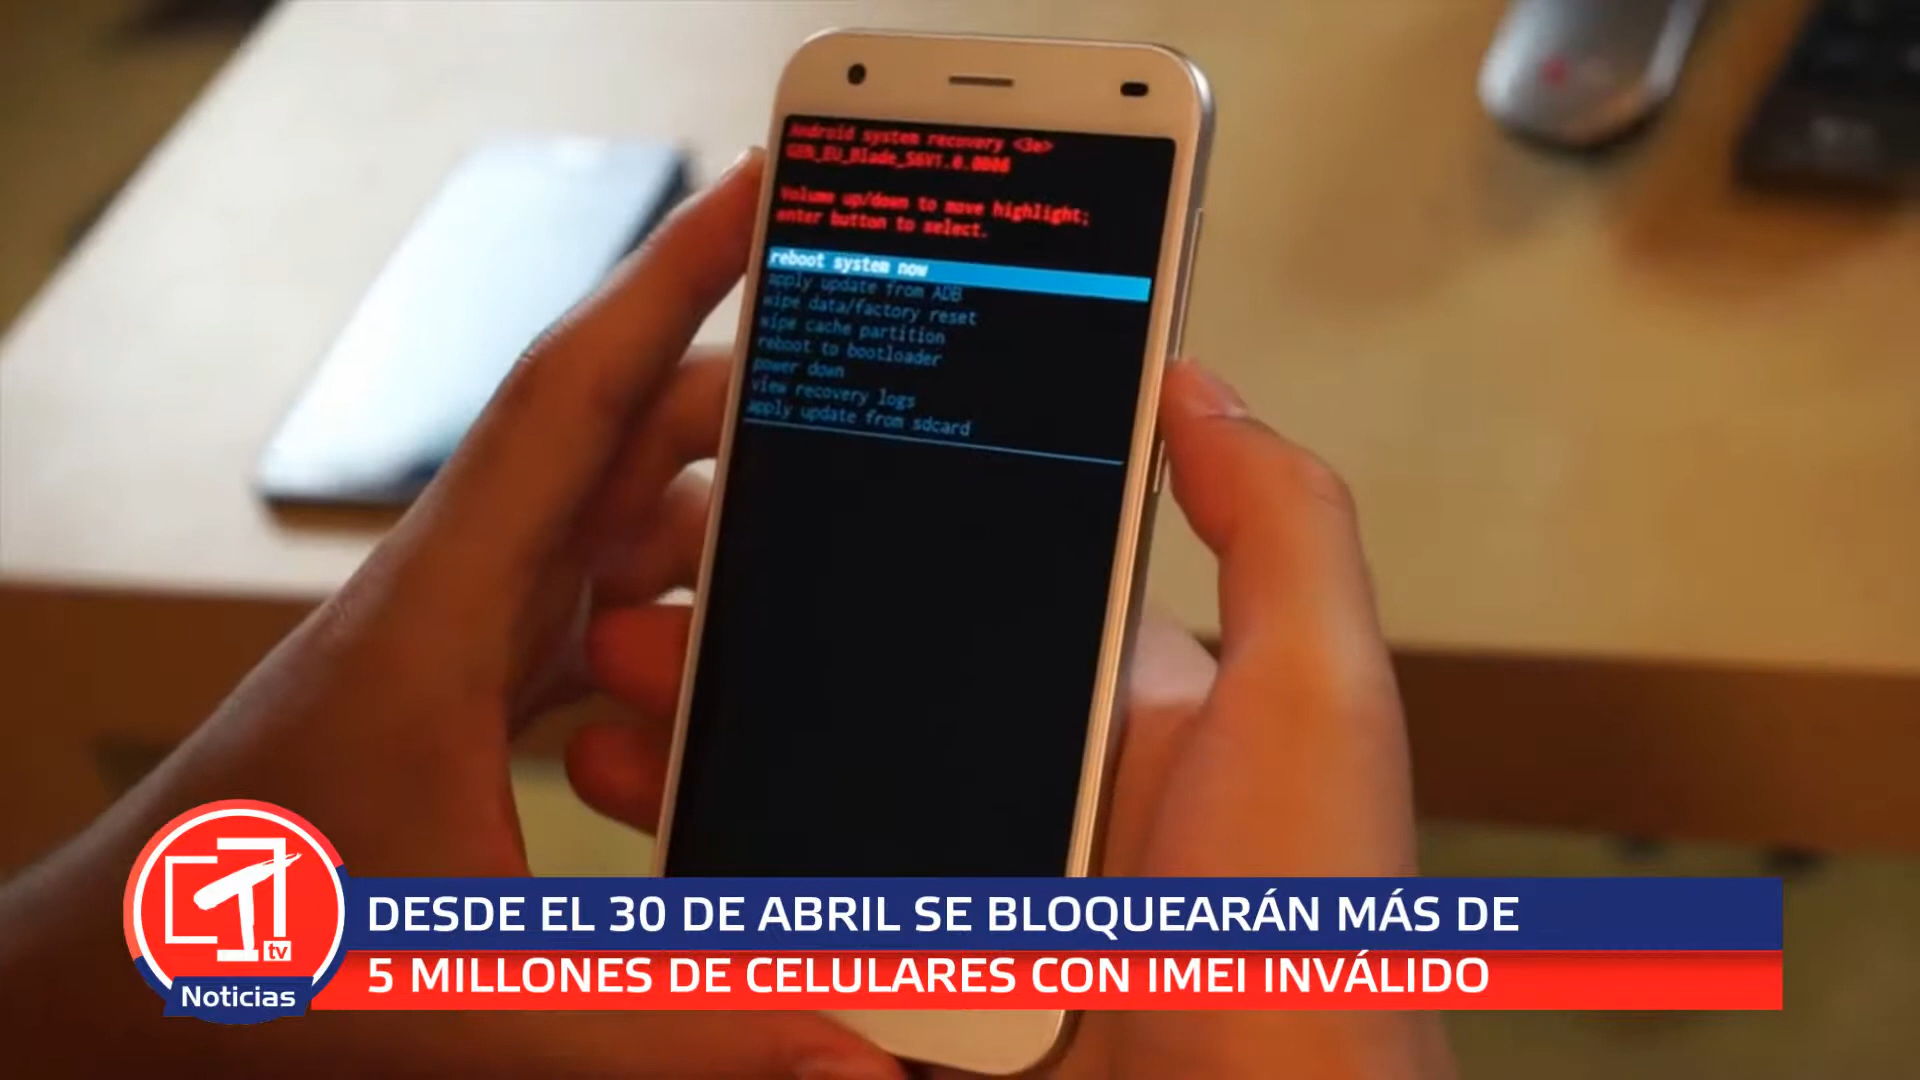 Android system recovery <3e>
GEN_EU_Blade_S6V1.0.0B06
Volume up/down to move highlight;
enter button to select.
reboot system now
apply update from ADB
wipe data/factory reset
wipe cache partition
reboot to bootloader
power down
view recovery logs
apply update from sdcard
tv
Noticias
DESDE EL 30 DE ABRIL SE BLOQUEARÁN MÁS DE
5 MILLONES DE CELULARES CON IMEI INVÁLIDO